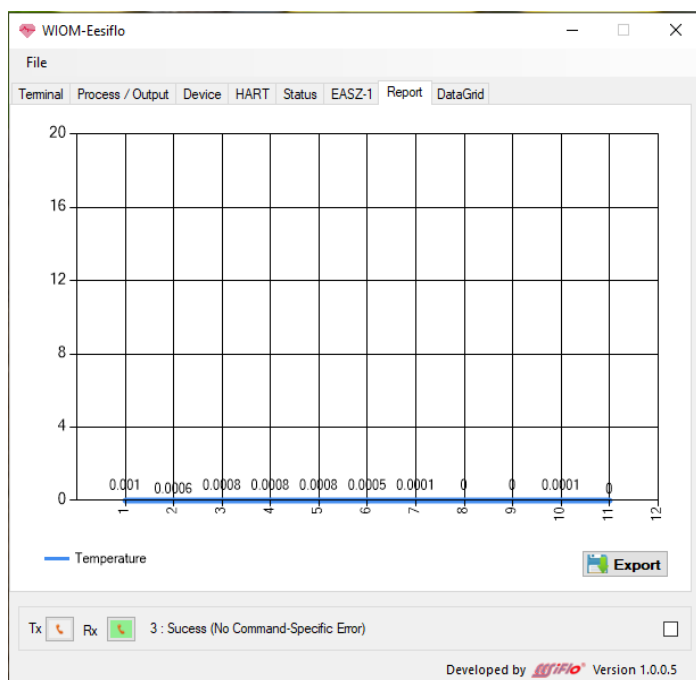 WIOM-Eesiflo
File
Terminal Process / Output Device HART Status EASZ-1 Report DataGrid
20
16
12
8
4
0.001 0.0006 0.0008 0.0008 0.0008 0.0005 0.0001 0 0 0.0001 0
0
1 2 3 4 5 6 7 8 9 10 11 12
Temperature
Export
Tx Rx 3 : Sucess (No Command-Specific Error)
Developed by EESiFlo Version 1.0.0.5